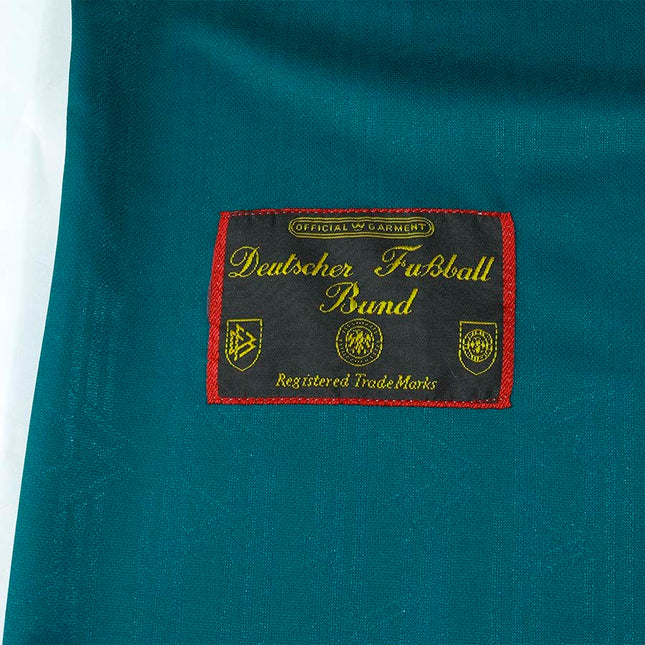 OFFICIAL GARMENT
Deutscher Fußball
Bund
Registered Trade Marks